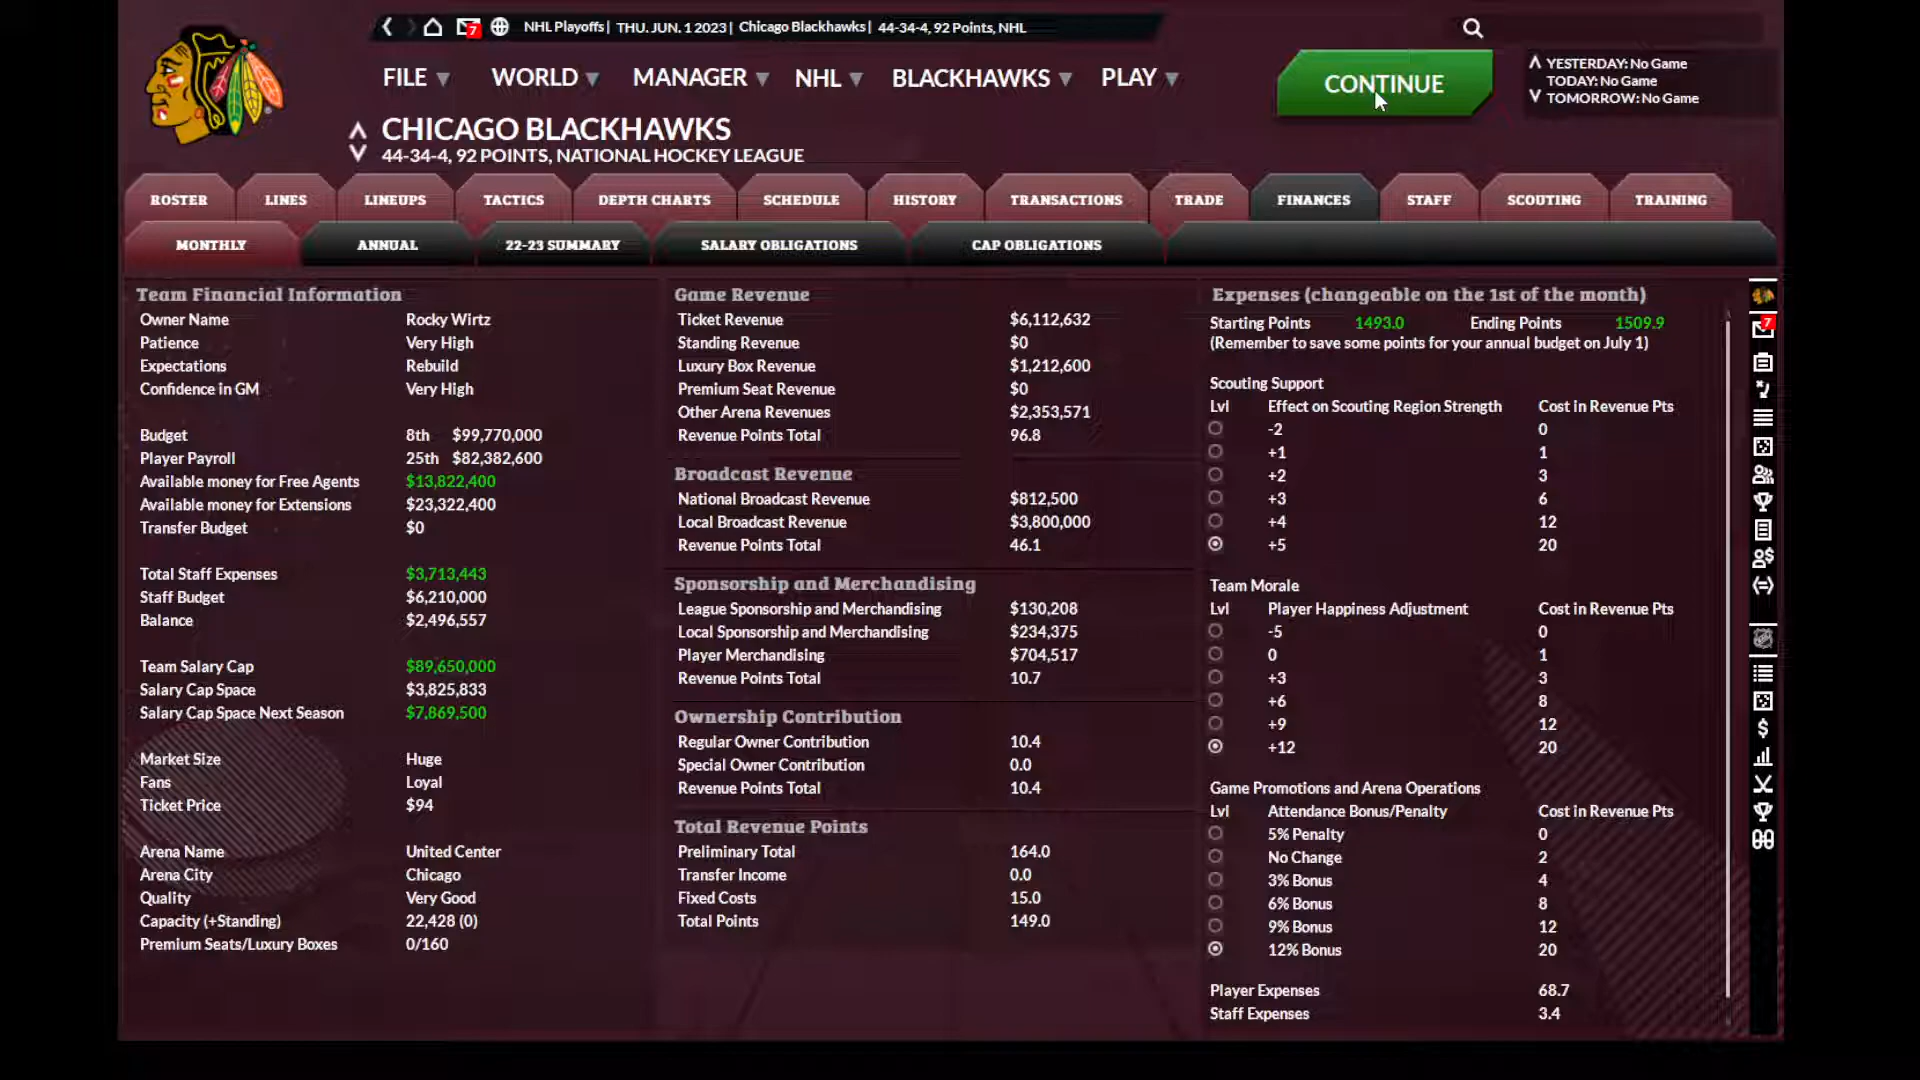 NHL Playoffs| THU. JUN. 1 2023| Chicago Blackhawks| 44-34-4, 92 Points, NHL
7
FILE WORLD MANAGER NHL BLACKHAWKS PLAY
CONTINUE
YESTERDAY: No Game
TODAY: No Game
TOMORROW: No Game
CHICAGO BLACKHAWKS
44-34-4, 92 POINTS, NATIONAL HOCKEY LEAGUE
ROSTER LINES LINEUPS TACTICS DEPTH CHARTS SCHEDULE HISTORY TRANSACTIONS TRADE FINANCES STAFF SCOUTING TRAINING
MONTHLY ANNUAL 22-23 SUMMARY SALARY OBLIGATIONS CAP OBLIGATIONS
Team Financial Information
Owner Name Rocky Wirtz
Patience Very High
Expectations Rebuild
Confidence in GM Very High
Budget 8th $99,770,000
Player Payroll 25th $82,382,600
Available money for Free Agents $13,822,400
Available money for Extensions $23,322,400
Transfer Budget $0
Total Staff Expenses $3,713,443
Staff Budget $6,210,000
Balance $2,496,557
Team Salary Cap $89,650,000
Salary Cap Space $3,825,833
Salary Cap Space Next Season $7,869,500
Market Size Huge
Fans Loyal
Ticket Price $94
Arena Name United Center
Arena City Chicago
Quality Very Good
Capacity (+Standing) 22,428 (0)
Premium Seats/Luxury Boxes 0/160
Game Revenue
Ticket Revenue $6,112,632
Standing Revenue $0
Luxury Box Revenue $1,212,600
Premium Seat Revenue $0
Other Arena Revenues $2,353,571
Revenue Points Total 96.8
Broadcast Revenue
National Broadcast Revenue $812,500
Local Broadcast Revenue $3,800,000
Revenue Points Total 46.1
Sponsorship and Merchandising
League Sponsorship and Merchandising $130,208
Local Sponsorship and Merchandising $234,375
Player Merchandising $704,517
Revenue Points Total 10.7
Ownership Contribution
Regular Owner Contribution 10.4
Special Owner Contribution 0.0
Revenue Points Total 10.4
Total Revenue Points
Preliminary Total 164.0
Transfer Income 0.0
Fixed Costs 15.0
Total Points 149.0
Expenses (changeable on the 1st of the month)
Starting Points 1493.0 Ending Points 1509.9
(Remember to save some points for your annual budget on July 1)
Scouting Support
Lvl Effect on Scouting Region Strength Cost in Revenue Pts
-2 0
+1 1
+2 3
+3 6
+4 12
+5 20
Team Morale
Lvl Player Happiness Adjustment Cost in Revenue Pts
-5 0
0 1
+3 3
+6 8
+9 12
+12 20
Game Promotions and Arena Operations
Lvl Attendance Bonus/Penalty Cost in Revenue Pts
5% Penalty 0
No Change 2
3% Bonus 4
6% Bonus 8
9% Bonus 12
12% Bonus 20
Player Expenses 68.7
Staff Expenses 3.4
7